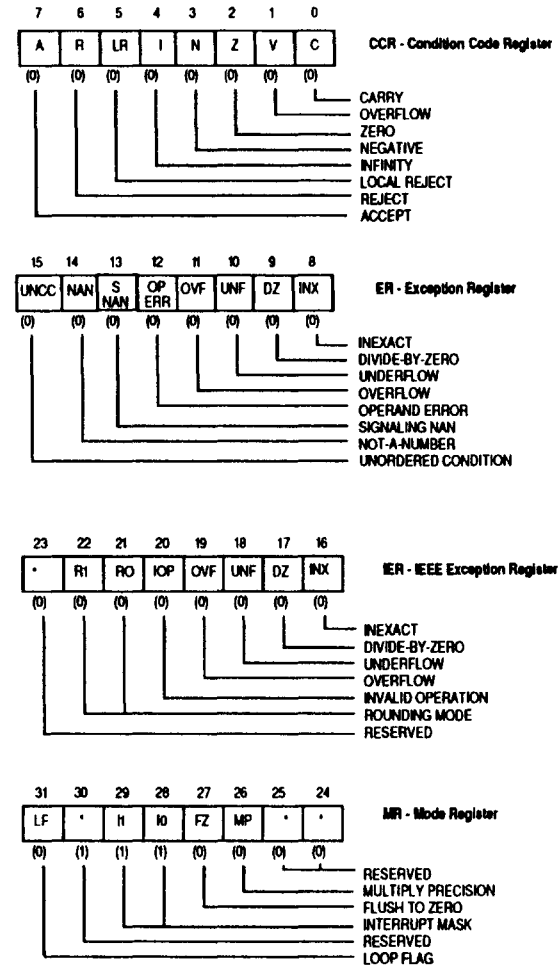 7 6 5 4 3 2 1 0
A R LR I N Z V C CCR - Condition Code Register
(0) (0) (0) (0) (0) (0) (0) (0)
CARRY
OVERFLOW
ZERO
NEGATIVE
INFINITY
LOCAL REJECT
REJECT
ACCEPT
15 14 13 12 11 10 9 8
UNCC NAN S NAN OP ERR OVF UNF DZ INX ER - Exception Register
(0) (0) (0) (0) (0) (0) (0) (0)
INEXACT
DIVIDE-BY-ZERO
UNDERFLOW
OVERFLOW
OPERAND ERROR
SIGNALING NAN
NOT-A-NUMBER
UNORDERED CONDITION
23 22 21 20 19 18 17 16
* R1 R0 IOP OVF UNF DZ INX IER - IEEE Exception Register
(0) (0) (0) (0) (0) (0) (0) (0)
INEXACT
DIVIDE-BY-ZERO
UNDERFLOW
OVERFLOW
INVALID OPERATION
ROUNDING MODE
RESERVED
31 30 29 28 27 26 25 24
LF * I1 I0 FZ MP * * MR - Mode Register
(0) (1) (1) (1) (0) (0) (0) (0)
RESERVED
MULTIPLY PRECISION
FLUSH TO ZERO
INTERRUPT MASK
RESERVED
LOOP FLAG